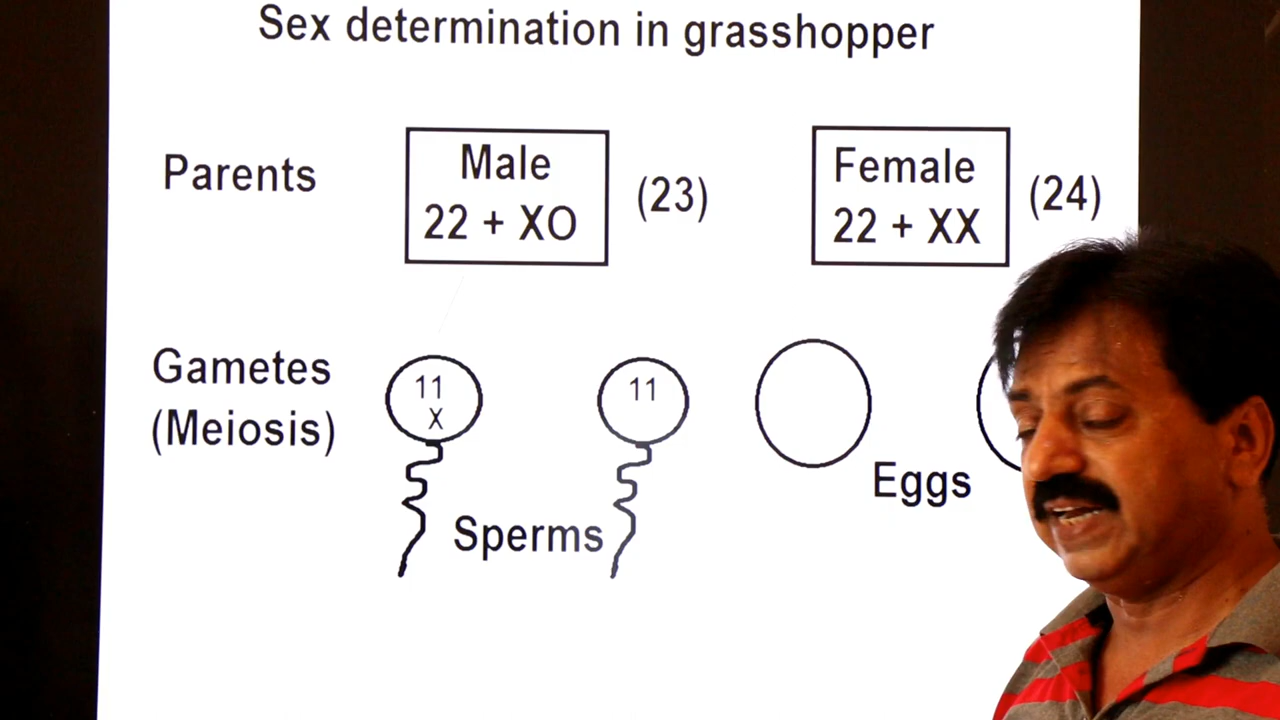 Sex determination in grasshopper
Parents
Male
22 + XO
(23)
Female
22 + XX
(24)
Gametes
(Meiosis)
11
X
11
Sperms
Eggs